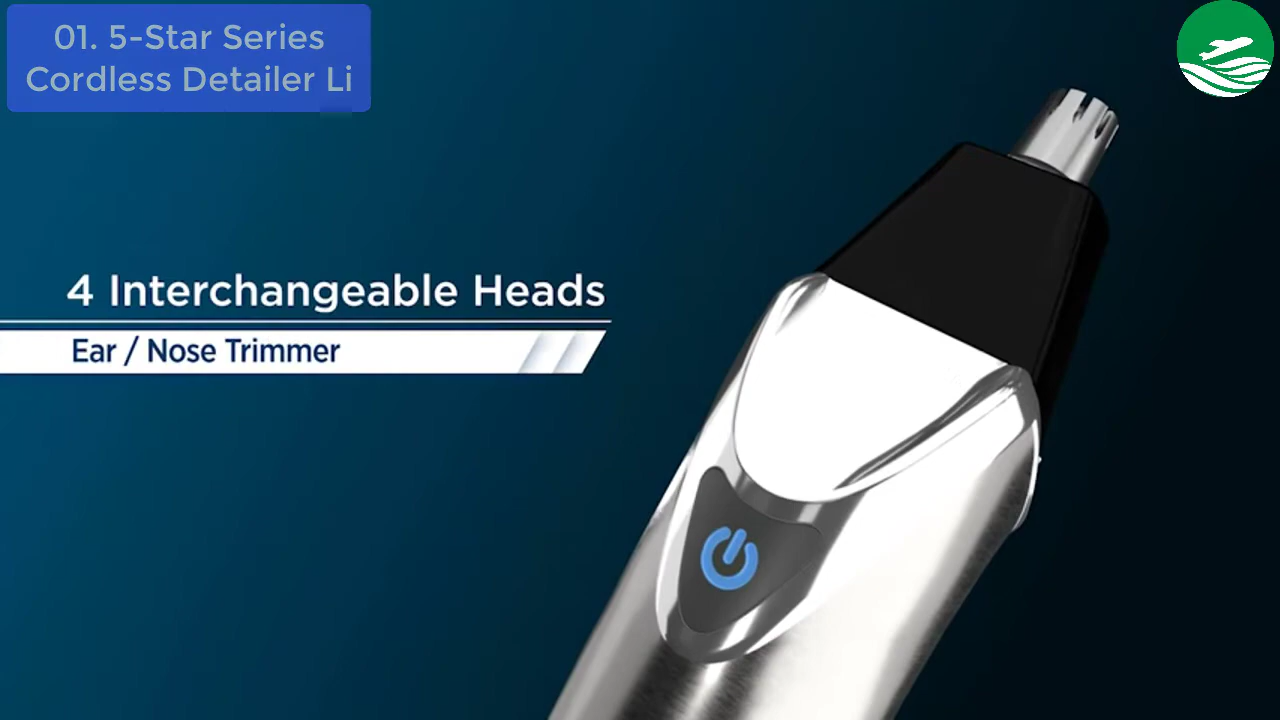 01. 5-Star Series
Cordless Detailer Li
4 Interchangeable Heads
Ear / Nose Trimmer